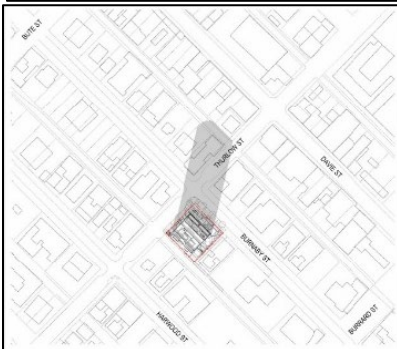 BUTE ST
THURLOW ST
DAVIE ST
BURNABY ST
HARWOOD ST
BURRARD ST